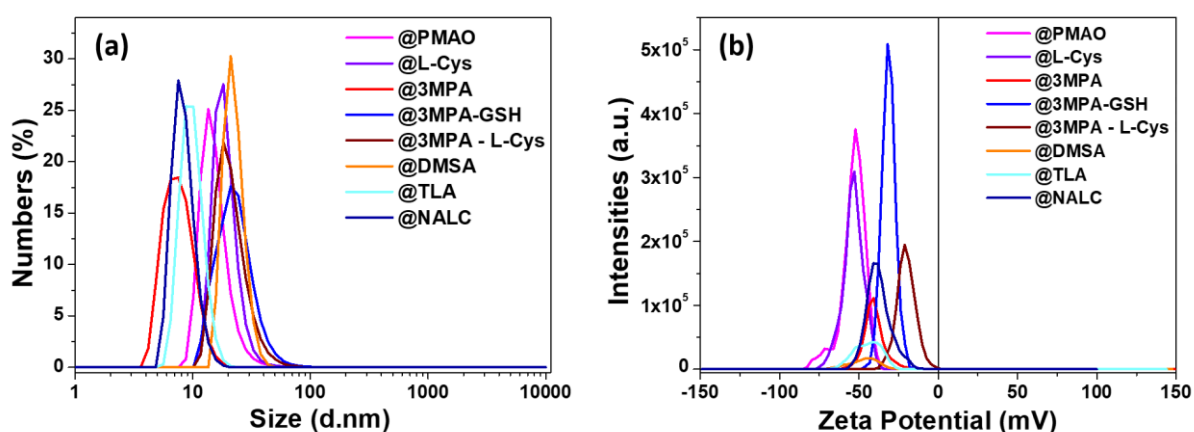 (a)
@PMAO
@L-Cys
@3MPA
@3MPA-GSH
@3MPA - L-Cys
@DMSA
@TLA
@NALC
Numbers (%)
30
25
20
15
10
5
0
1 10 100 1000 10000
Size (d.nm)
(b)
@PMAO
@L-Cys
@3MPA
@3MPA-GSH
@3MPA - L-Cys
@DMSA
@TLA
@NALC
Intensities (a.u.)
5x10⁵
4x10⁵
3x10⁵
2x10⁵
1x10⁵
0
-150 -100 -50 0 50 100 150
Zeta Potential (mV)